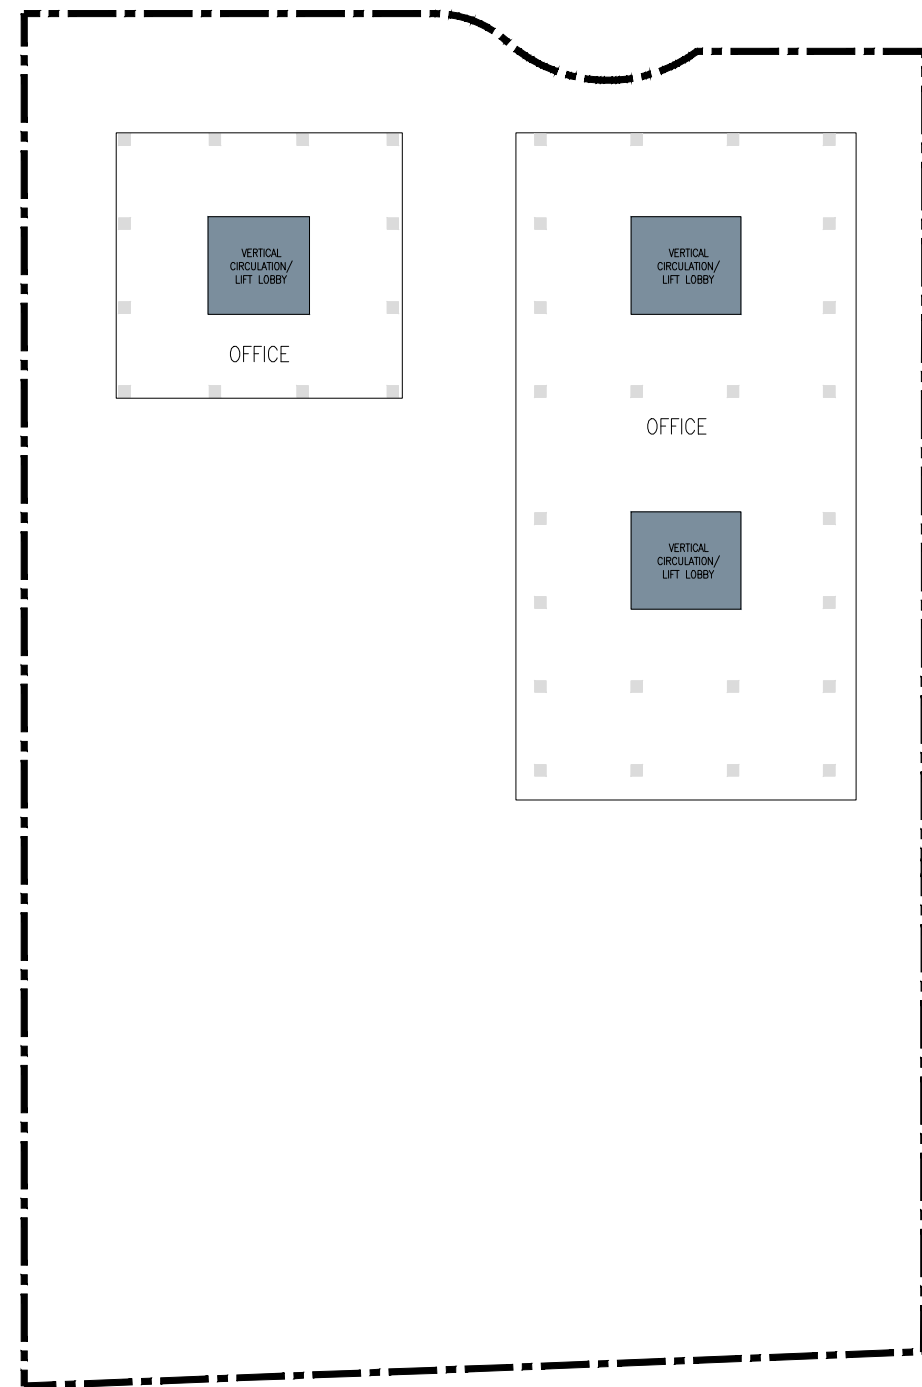 VERTICAL
CIRCULATION/
LIFT LOBBY
OFFICE
VERTICAL
CIRCULATION/
LIFT LOBBY
OFFICE
VERTICAL
CIRCULATION/
LIFT LOBBY